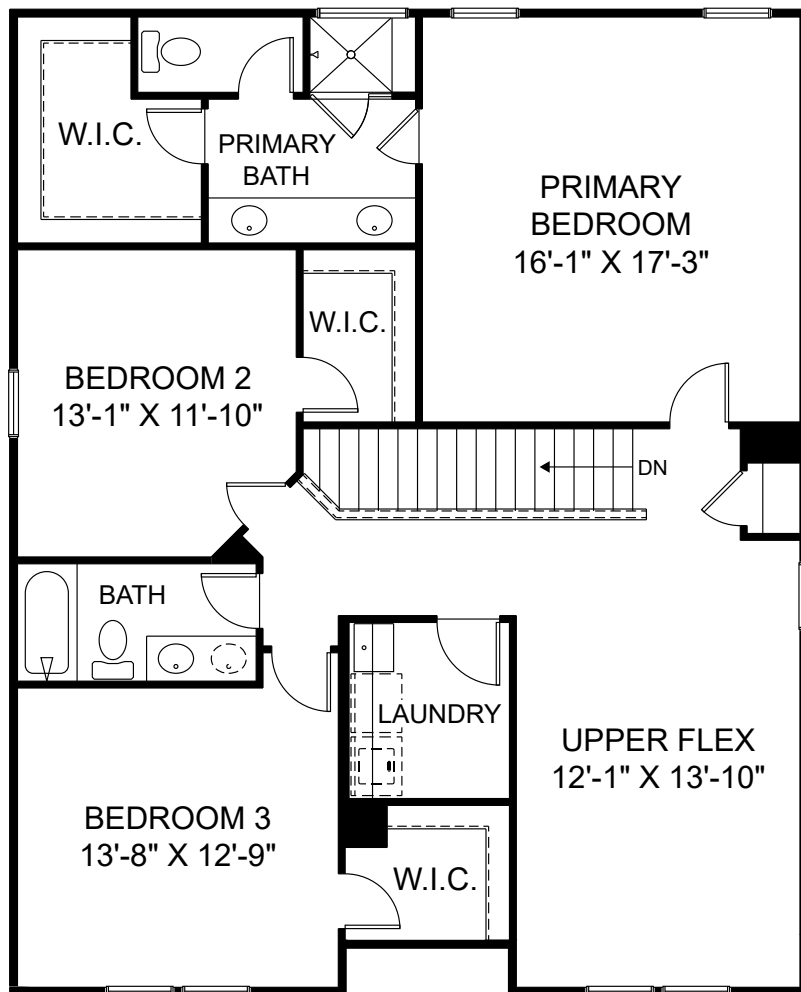 W.I.C.
PRIMARY
BATH
PRIMARY
BEDROOM
16'-1" X 17'-3"
W.I.C.
BEDROOM 2
13'-1" X 11'-10"
DN
BATH
LAUNDRY
UPPER FLEX
12'-1" X 13'-10"
BEDROOM 3
13'-8" X 12'-9"
W.I.C.